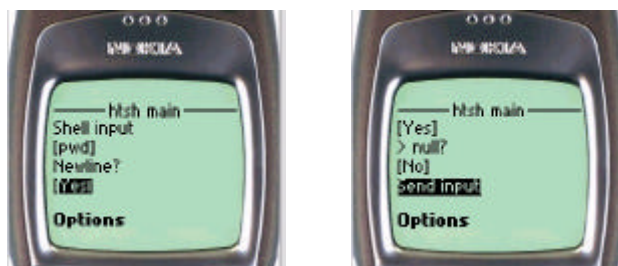 NOKIA
htsh main
Shell input
[pwd]
Newline?
[Yes]
Options
NOKIA
htsh main
[Yes]
> null?
[No]
Send input
Options